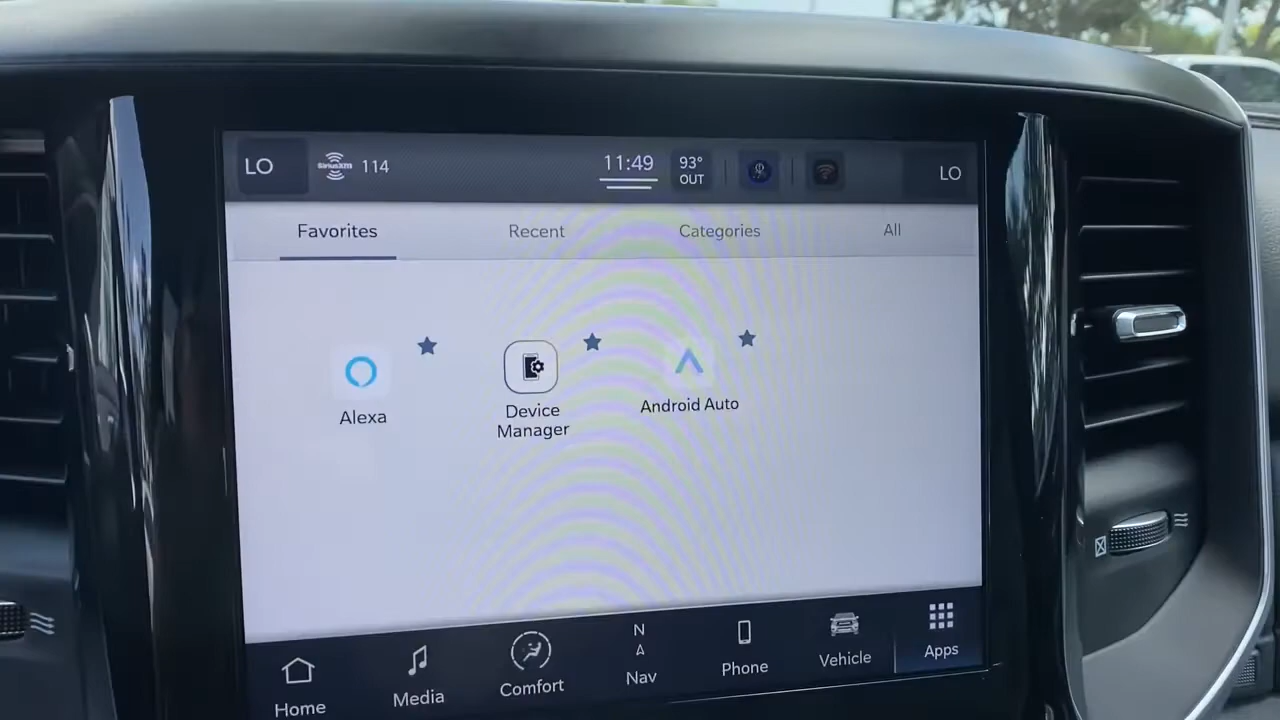 LO
SiriusXM
114
11:49
93°
OUT
LO
Favorites
Recent
Categories
All
Alexa
Device
Manager
Android Auto
Home
Media
Comfort
N
Nav
Phone
Vehicle
Apps